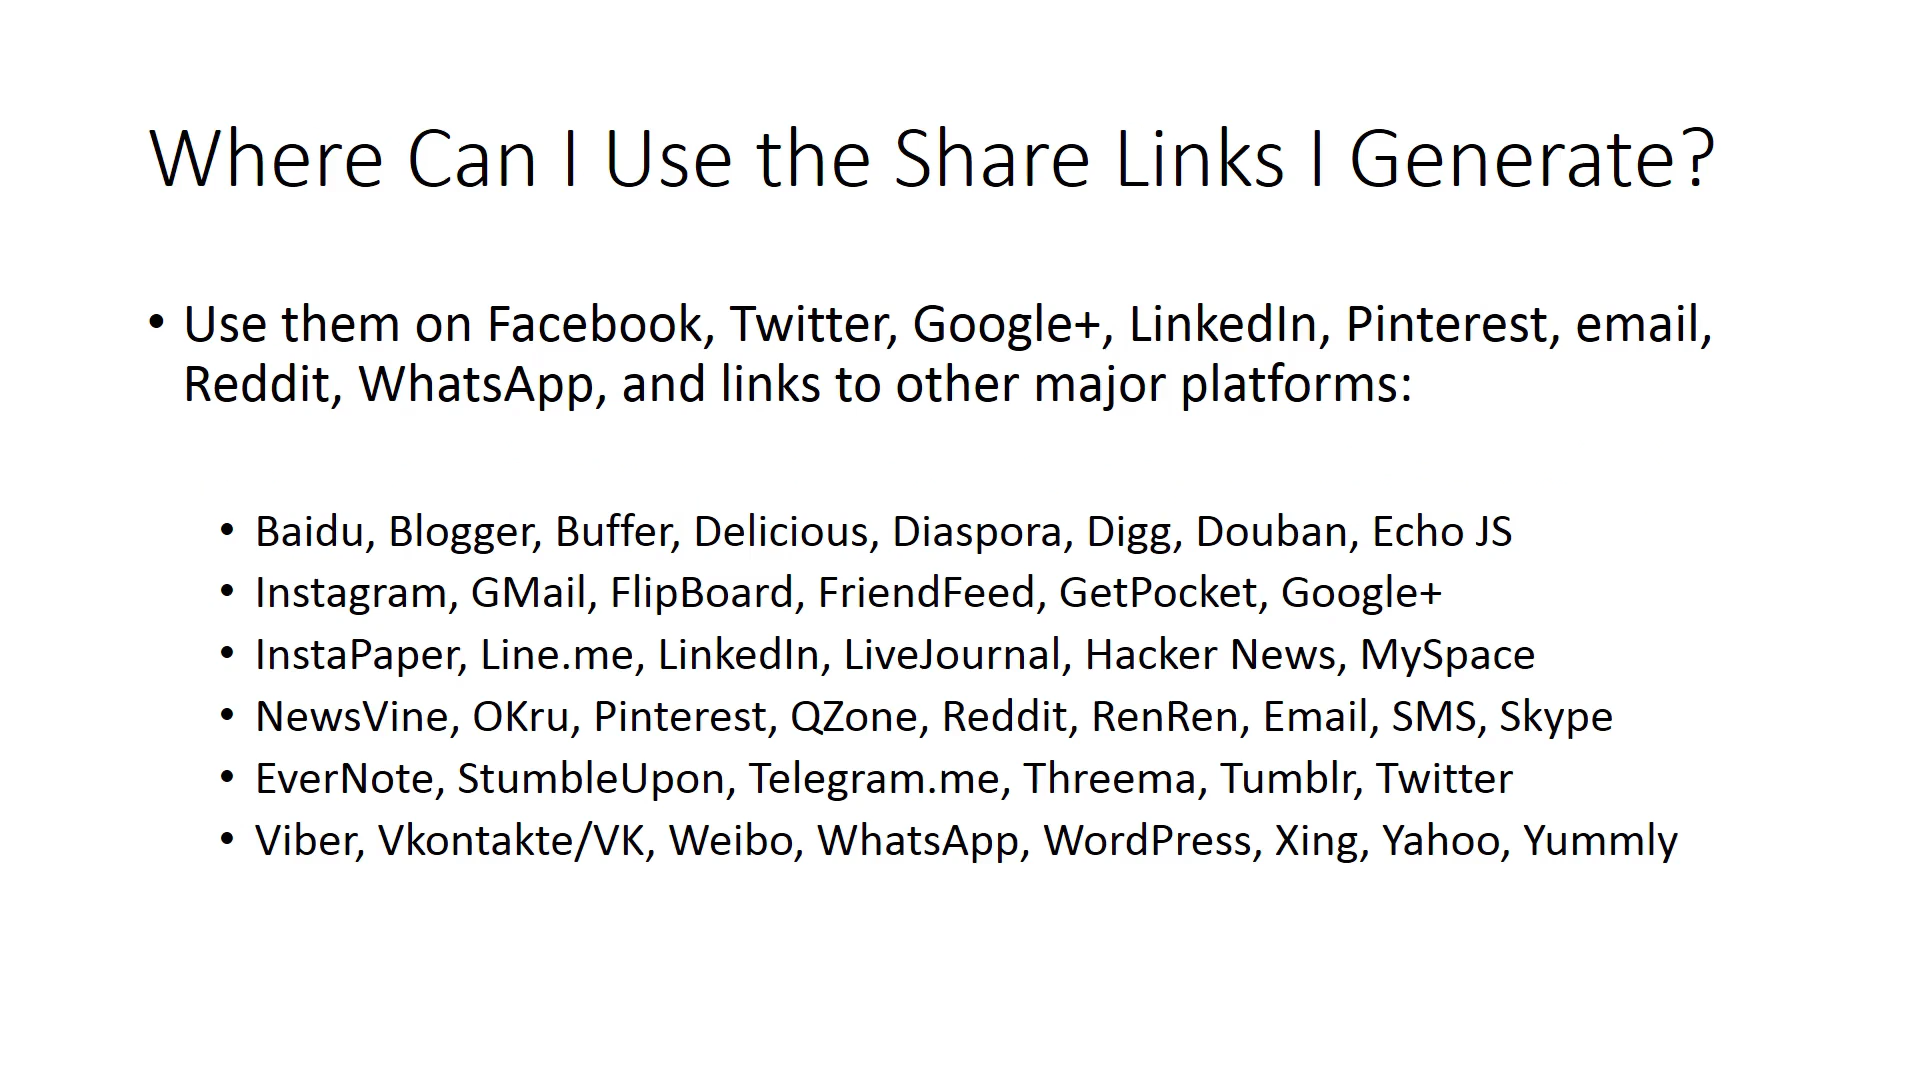 Where Can I Use the Share Links I Generate?
• Use them on Facebook, Twitter, Google+, LinkedIn, Pinterest, email,
Reddit, WhatsApp, and links to other major platforms:
• Baidu, Blogger, Buffer, Delicious, Diaspora, Digg, Douban, Echo JS
• Instagram, GMail, FlipBoard, FriendFeed, GetPocket, Google+
• InstaPaper, Line.me, LinkedIn, LiveJournal, Hacker News, MySpace
• NewsVine, OKru, Pinterest, QZone, Reddit, RenRen, Email, SMS, Skype
• EverNote, StumbleUpon, Telegram.me, Threema, Tumblr, Twitter
• Viber, Vkontakte/VK, Weibo, WhatsApp, WordPress, Xing, Yahoo, Yummly